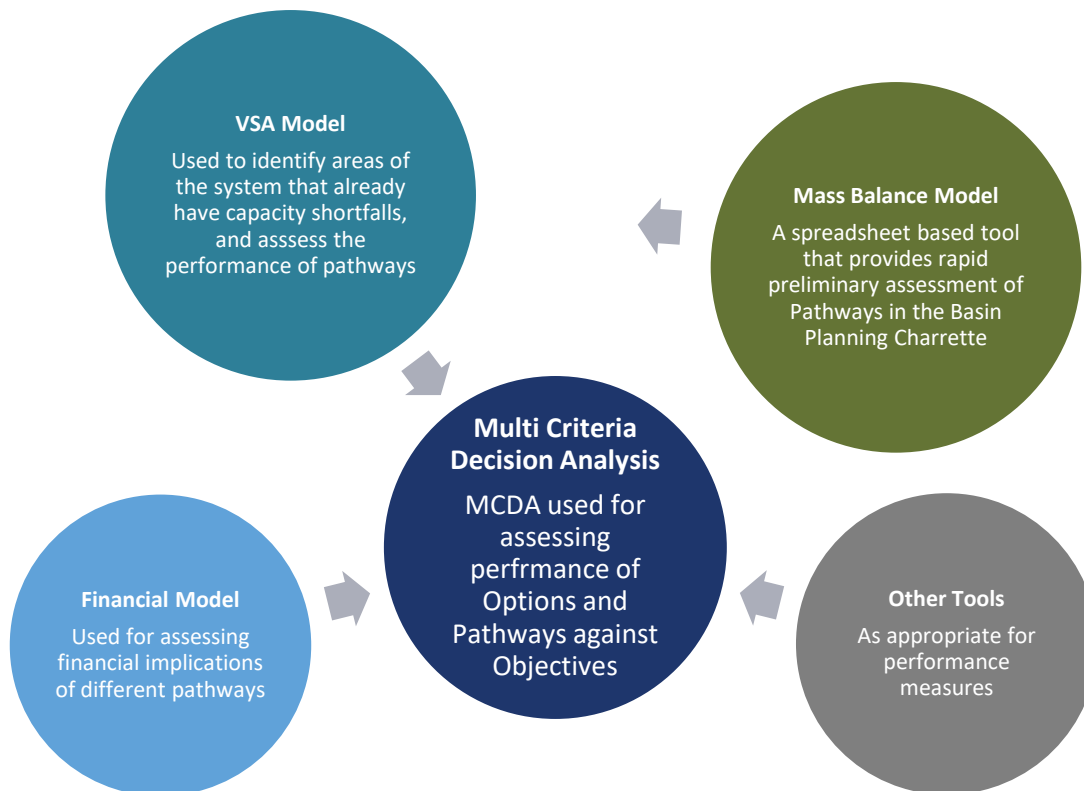 VSA Model
Used to identify areas of
the system that already
have capacity shortfalls,
and asssess the
performance of pathways
Mass Balance Model
A spreadsheet based tool
that provides rapid
preliminary assessment of
Pathways in the Basin
Planning Charrette
Multi Criteria
Decision Analysis
MCDA used for
assessing
perfrmance of
Options and
Pathways against
Objectives
Financial Model
Used for assessing
financial implications
of different pathways
Other Tools
As appropriate for
performance
measures